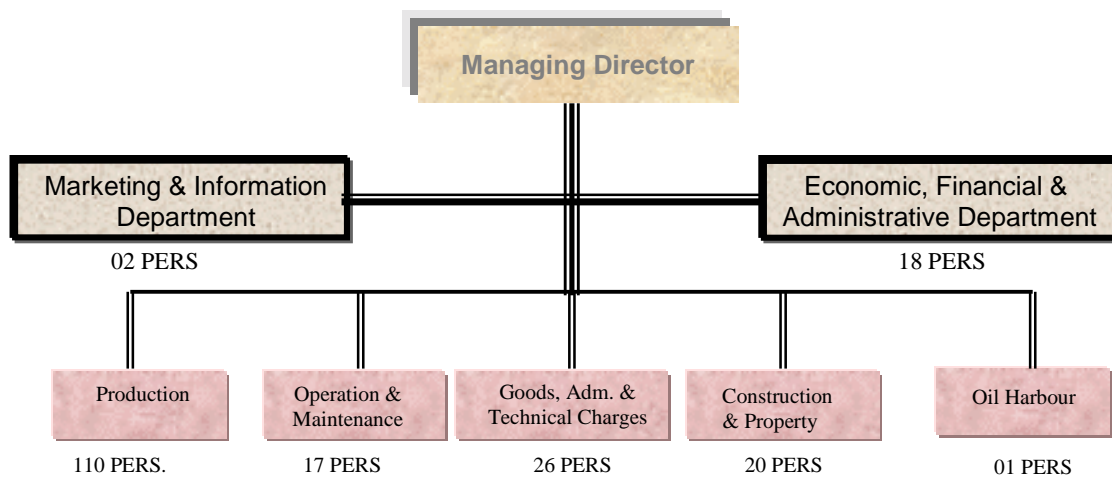 Managing Director
Marketing & Information
Department
02 PERS
Economic, Financial &
Administrative Department
18 PERS
Production
110 PERS.
Operation &
Maintenance
17 PERS
Goods, Adm. &
Technical Charges
26 PERS
Construction
& Property
20 PERS
Oil Harbour
01 PERS